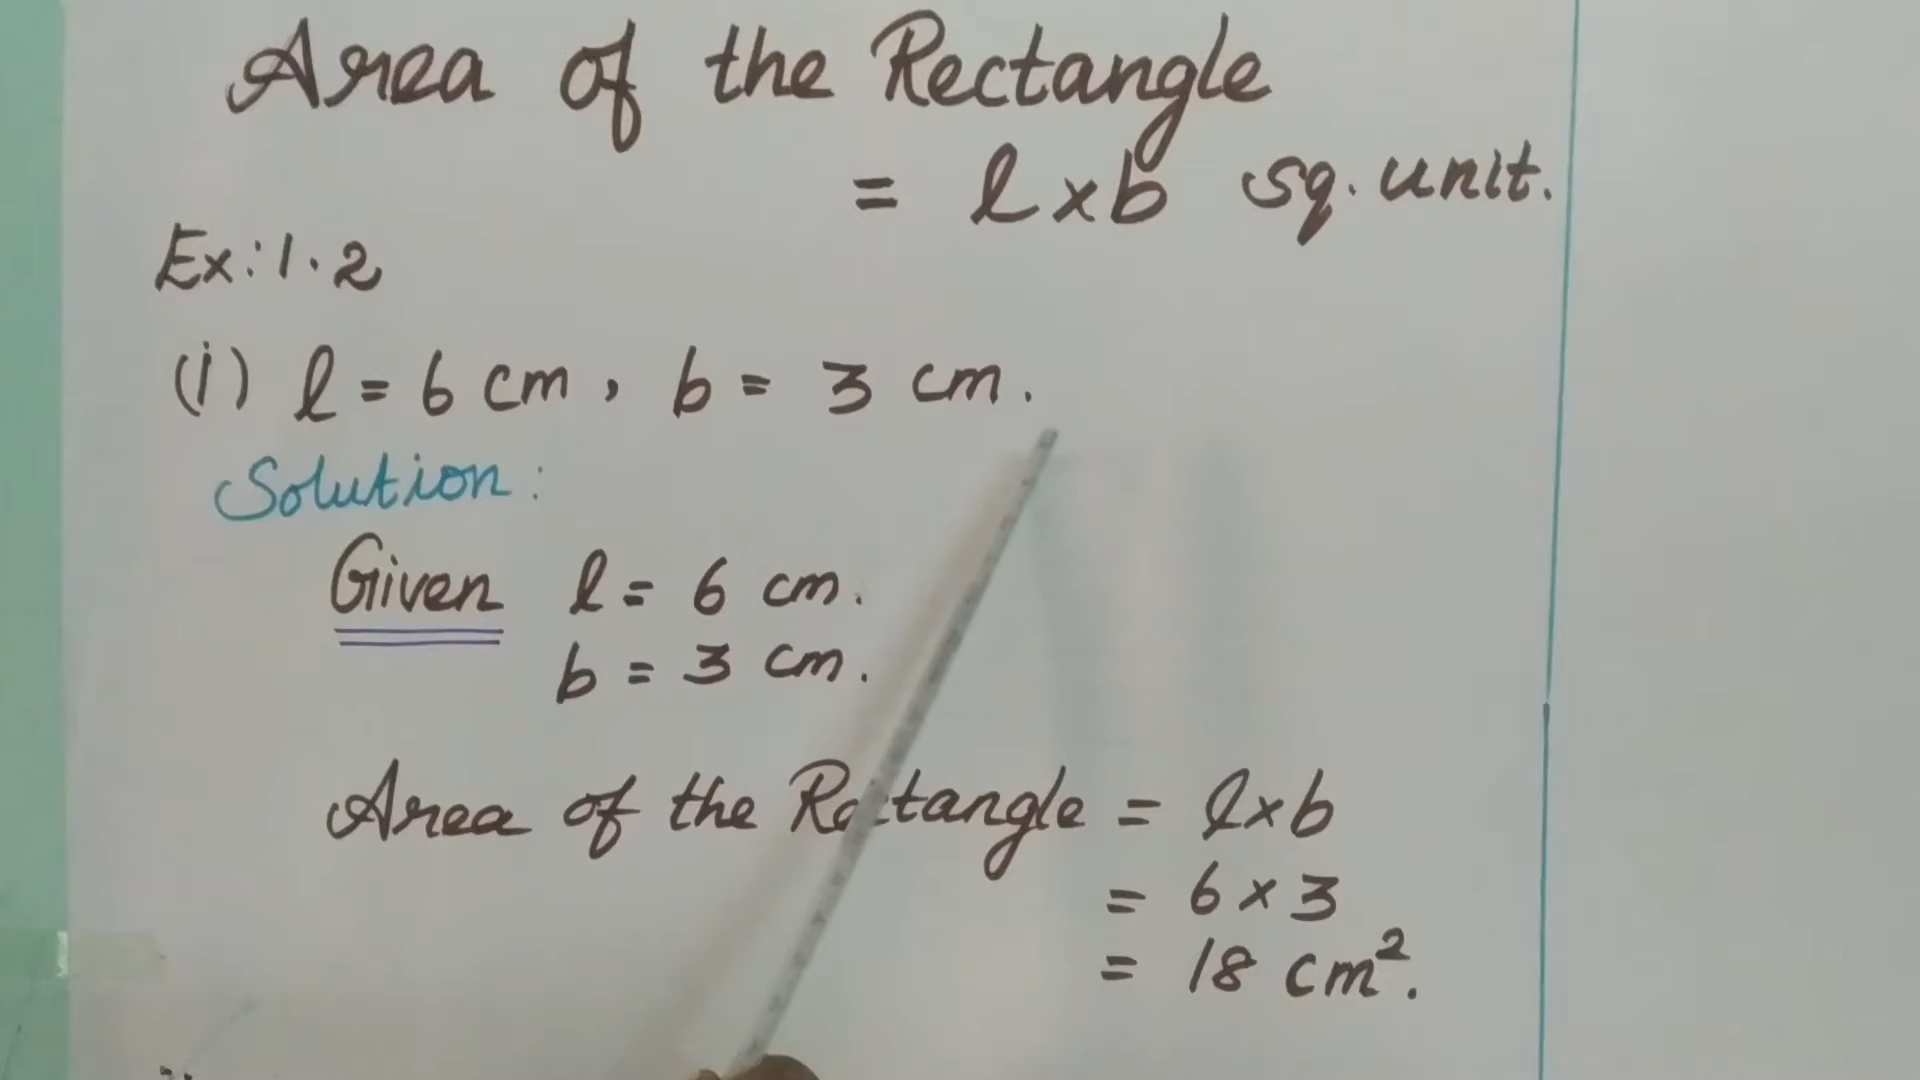 Area of the Rectangle
= l x b sq. unit.
Ex: 1.2
(i) l = 6 cm, b = 3 cm.
Solution:
Given l = 6 cm.
b = 3 cm.
Area of the Rectangle = l x b
= 6 x 3
= 18 cm².